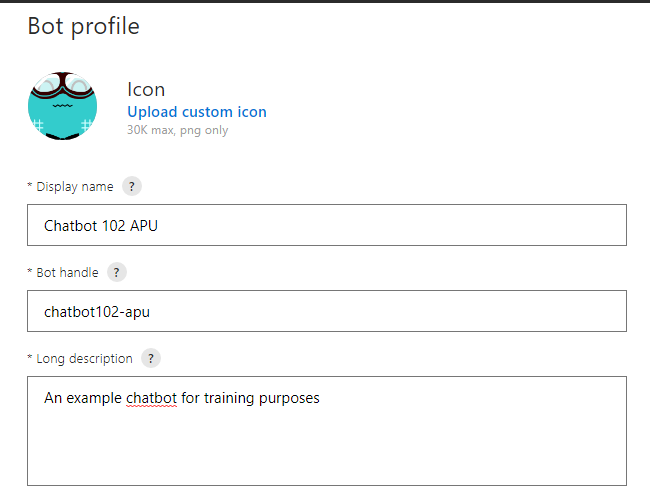 Bot profile
Icon
Upload custom icon
30K max, png only
* Display name ?
Chatbot 102 APU
* Bot handle ?
chatbot102-apu
* Long description ?
An example chatbot for training purposes